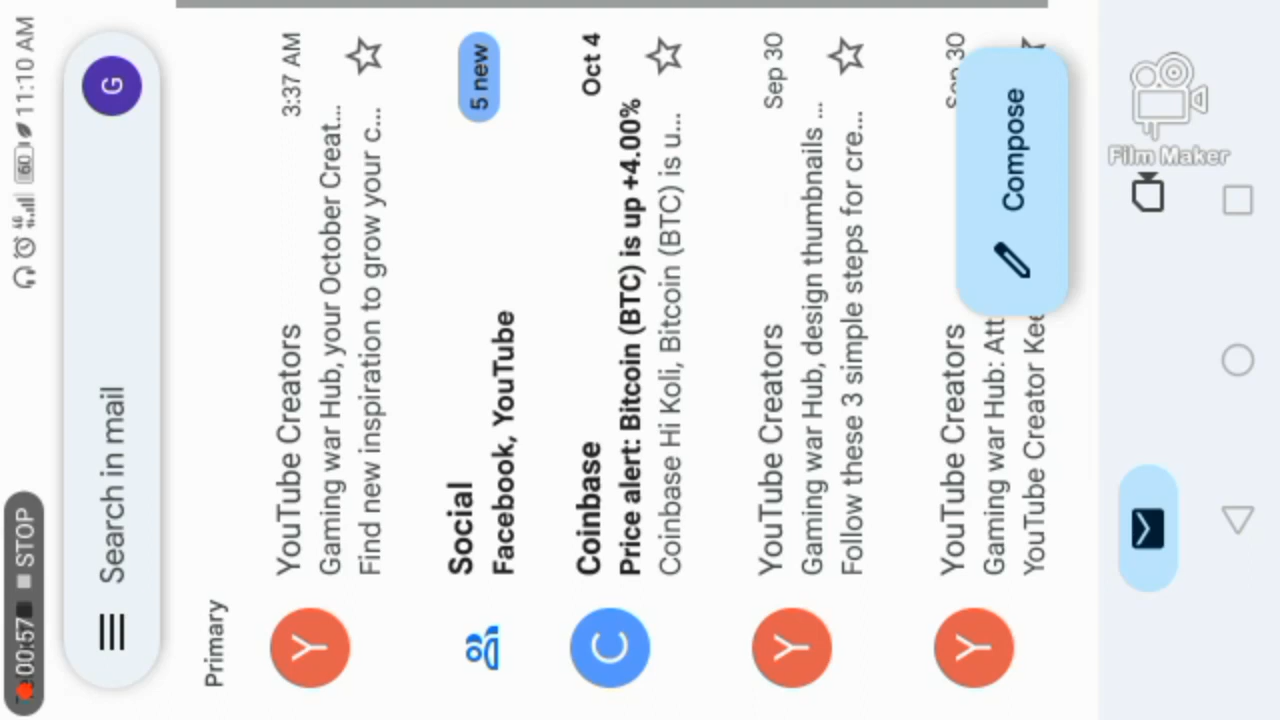 00:57 STOP
60 11:10 AM
Search in mail
G
Primary
Y
YouTube Creators
3:37 AM
Gaming war Hub, your October Creat...
Find new inspiration to grow your c...
Social
5 new
Facebook, YouTube
C
Coinbase
Oct 4
Price alert: Bitcoin (BTC) is up +4.00%
Coinbase Hi Koli, Bitcoin (BTC) is u...
Y
YouTube Creators
Sep 30
Gaming war Hub, design thumbnails ...
Follow these 3 simple steps for cre...
Y
YouTube Creators
Sep 30
Gaming war Hub: Att
YouTube Creator Kee
Compose
Film Maker